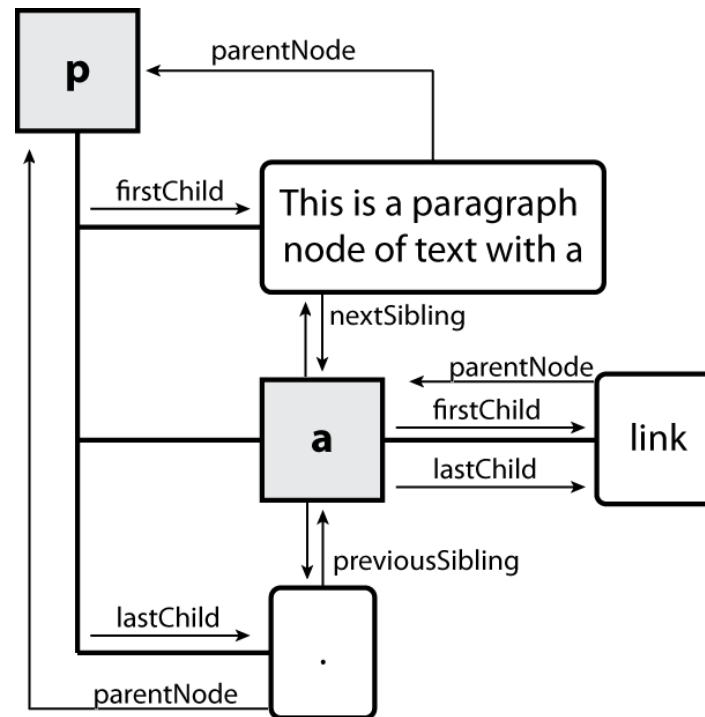 parentNode
p
firstChild
This is a paragraph
node of text with a
nextSibling
parentNode
firstChild
a
link
lastChild
previousSibling
lastChild
.
parentNode